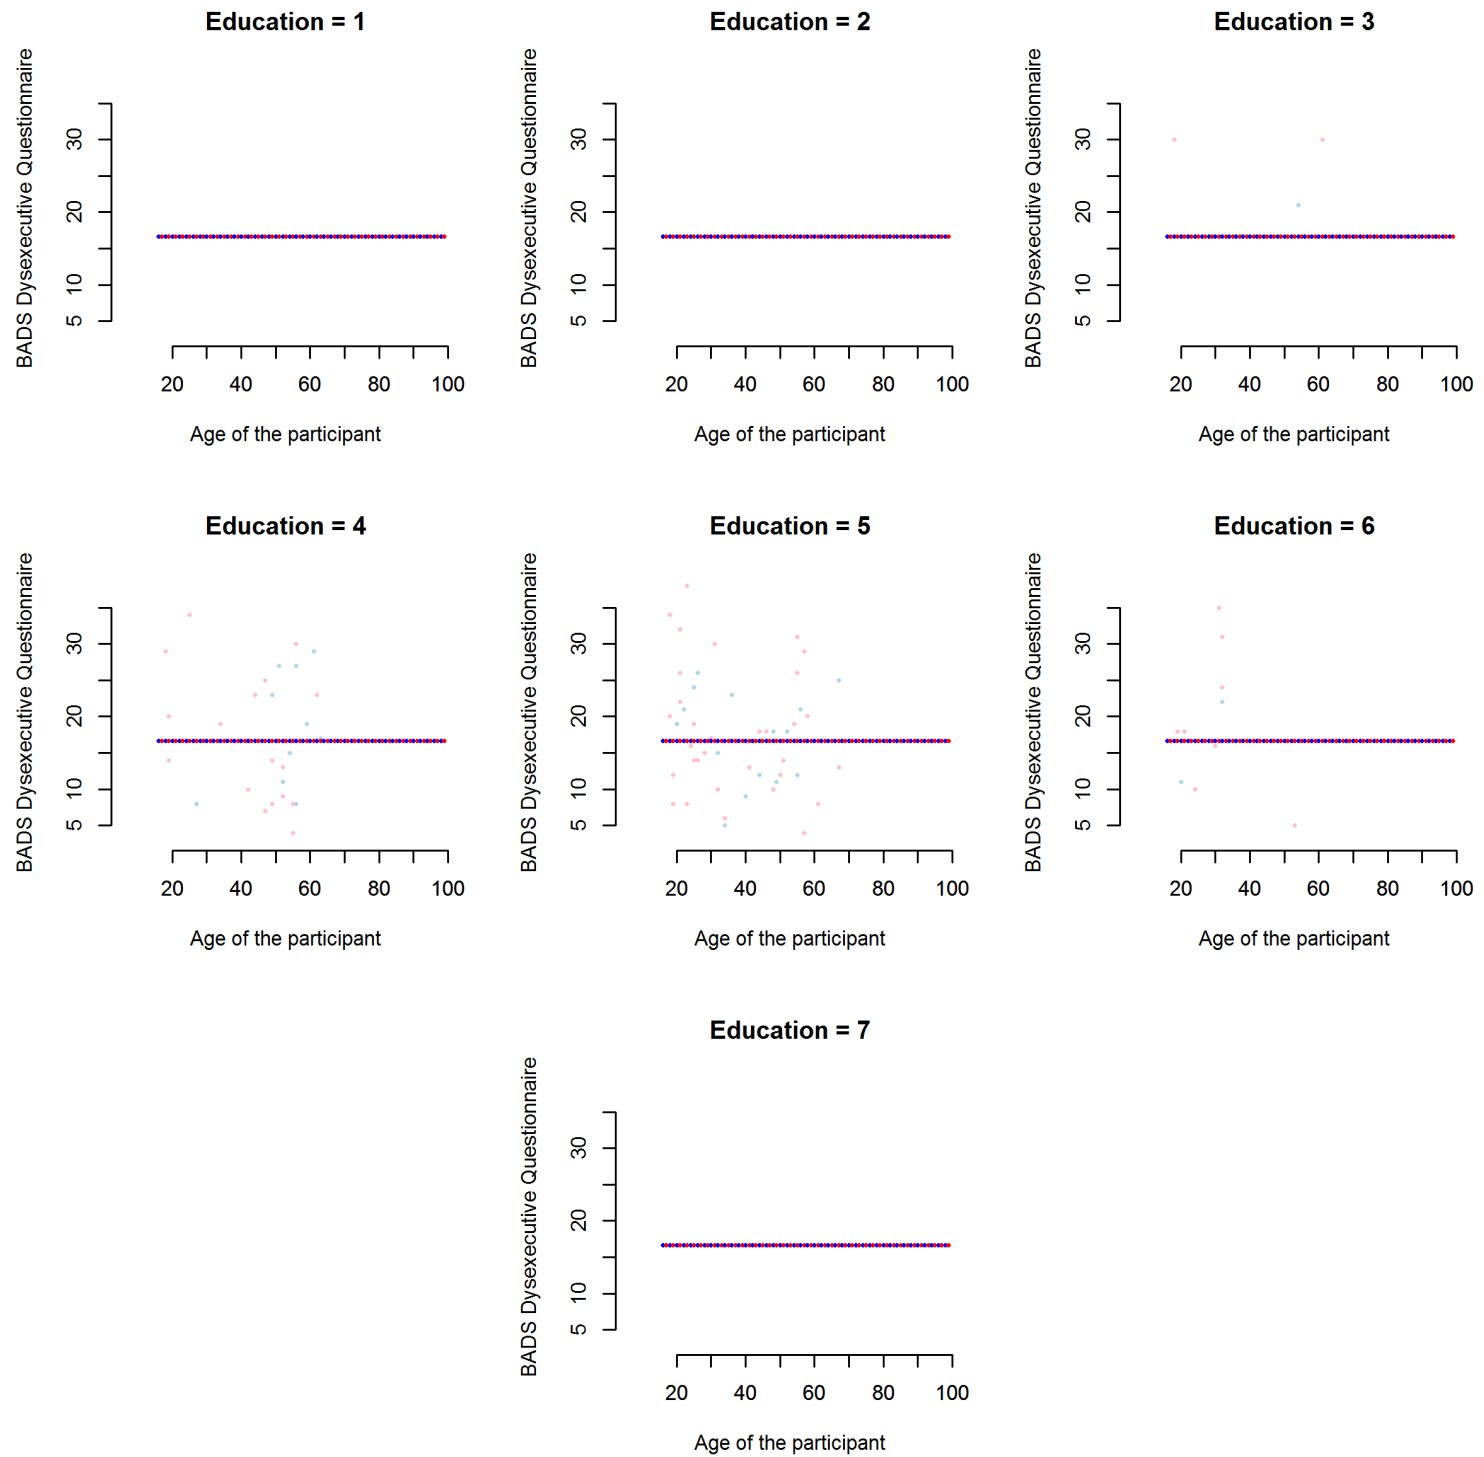 Education = 1
BADS Dysexecutive Questionnaire
30
20
10
5
20 40 60 80 100
Age of the participant
Education = 2
BADS Dysexecutive Questionnaire
30
20
10
5
20 40 60 80 100
Age of the participant
Education = 3
BADS Dysexecutive Questionnaire
30
20
10
5
20 40 60 80 100
Age of the participant
Education = 4
BADS Dysexecutive Questionnaire
30
20
10
5
20 40 60 80 100
Age of the participant
Education = 5
BADS Dysexecutive Questionnaire
30
20
10
5
20 40 60 80 100
Age of the participant
Education = 6
BADS Dysexecutive Questionnaire
30
20
10
5
20 40 60 80 100
Age of the participant
Education = 7
BADS Dysexecutive Questionnaire
30
20
10
5
20 40 60 80 100
Age of the participant